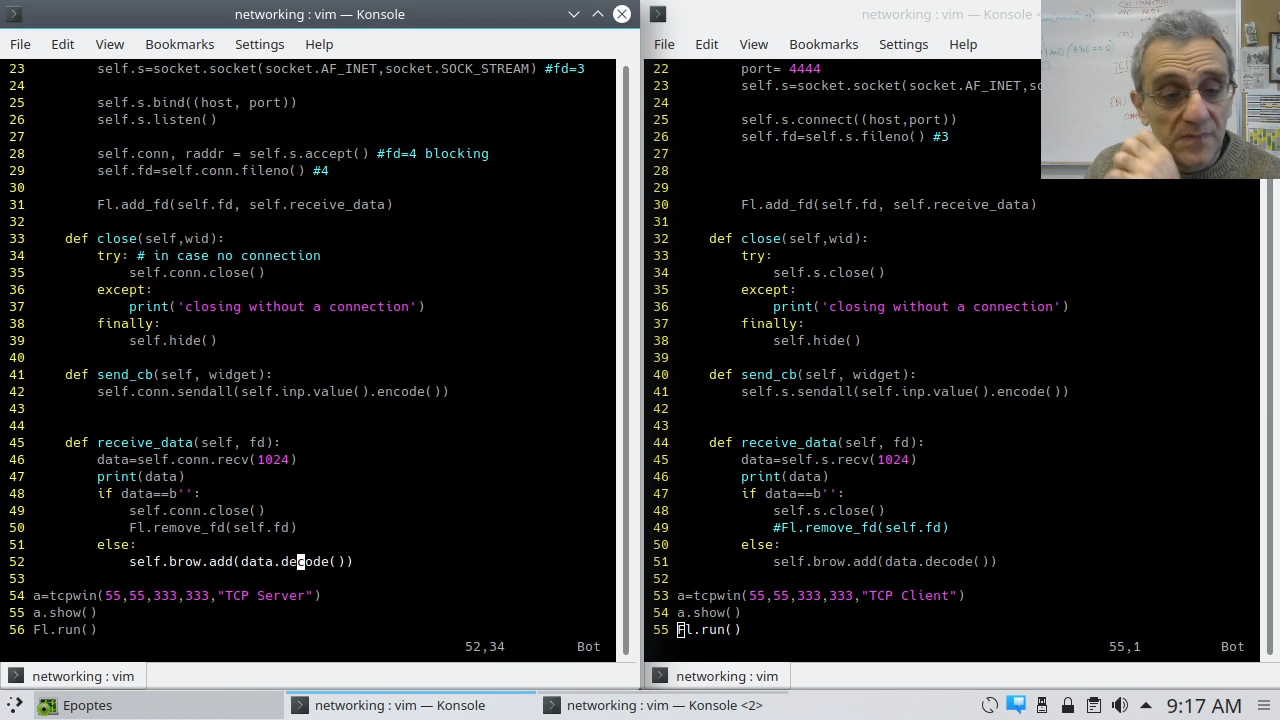 networking : vim — Konsole
File Edit View Bookmarks Settings Help
23 self.s=socket.socket(socket.AF_INET,socket.SOCK_STREAM) #fd=3
24
25 self.s.bind((host, port))
26 self.s.listen()
27
28 self.conn, raddr = self.s.accept() #fd=4 blocking
29 self.fd=self.conn.fileno() #4
30
31 Fl.add_fd(self.fd, self.receive_data)
32
33 def close(self,wid):
34 try: # in case no connection
35 self.conn.close()
36 except:
37 print('closing without a connection')
38 finally:
39 self.hide()
40
41 def send_cb(self, widget):
42 self.conn.sendall(self.inp.value().encode())
43
44
45 def receive_data(self, fd):
46 data=self.conn.recv(1024)
47 print(data)
48 if data==b'':
49 self.conn.close()
50 Fl.remove_fd(self.fd)
51 else:
52 self.brow.add(data.decode())
53
54 a=tcpwin(55,55,333,333,"TCP Server")
55 a.show()
56 Fl.run()
52,34 Bot
networking : vim
networking : vim — Konsole
File Edit View Bookmarks Settings Help
22 port= 4444
23 self.s=socket.socket(socket.AF_INET,so
24
25 self.s.connect((host,port))
26 self.fd=self.s.fileno() #3
27
28
29
30 Fl.add_fd(self.fd, self.receive_data)
31
32 def close(self,wid):
33 try:
34 self.s.close()
35 except:
36 print('closing without a connection')
37 finally:
38 self.hide()
39
40 def send_cb(self, widget):
41 self.s.sendall(self.inp.value().encode())
42
43
44 def receive_data(self, fd):
45 data=self.s.recv(1024)
46 print(data)
47 if data==b'':
48 self.s.close()
49 #Fl.remove_fd(self.fd)
50 else:
51 self.brow.add(data.decode())
52
53 a=tcpwin(55,55,333,333,"TCP Client")
54 a.show()
55 Fl.run()
55,1 Bot
networking : vim
Epoptes
networking : vim — Konsole
networking : vim — Konsole <2>
9:17 AM